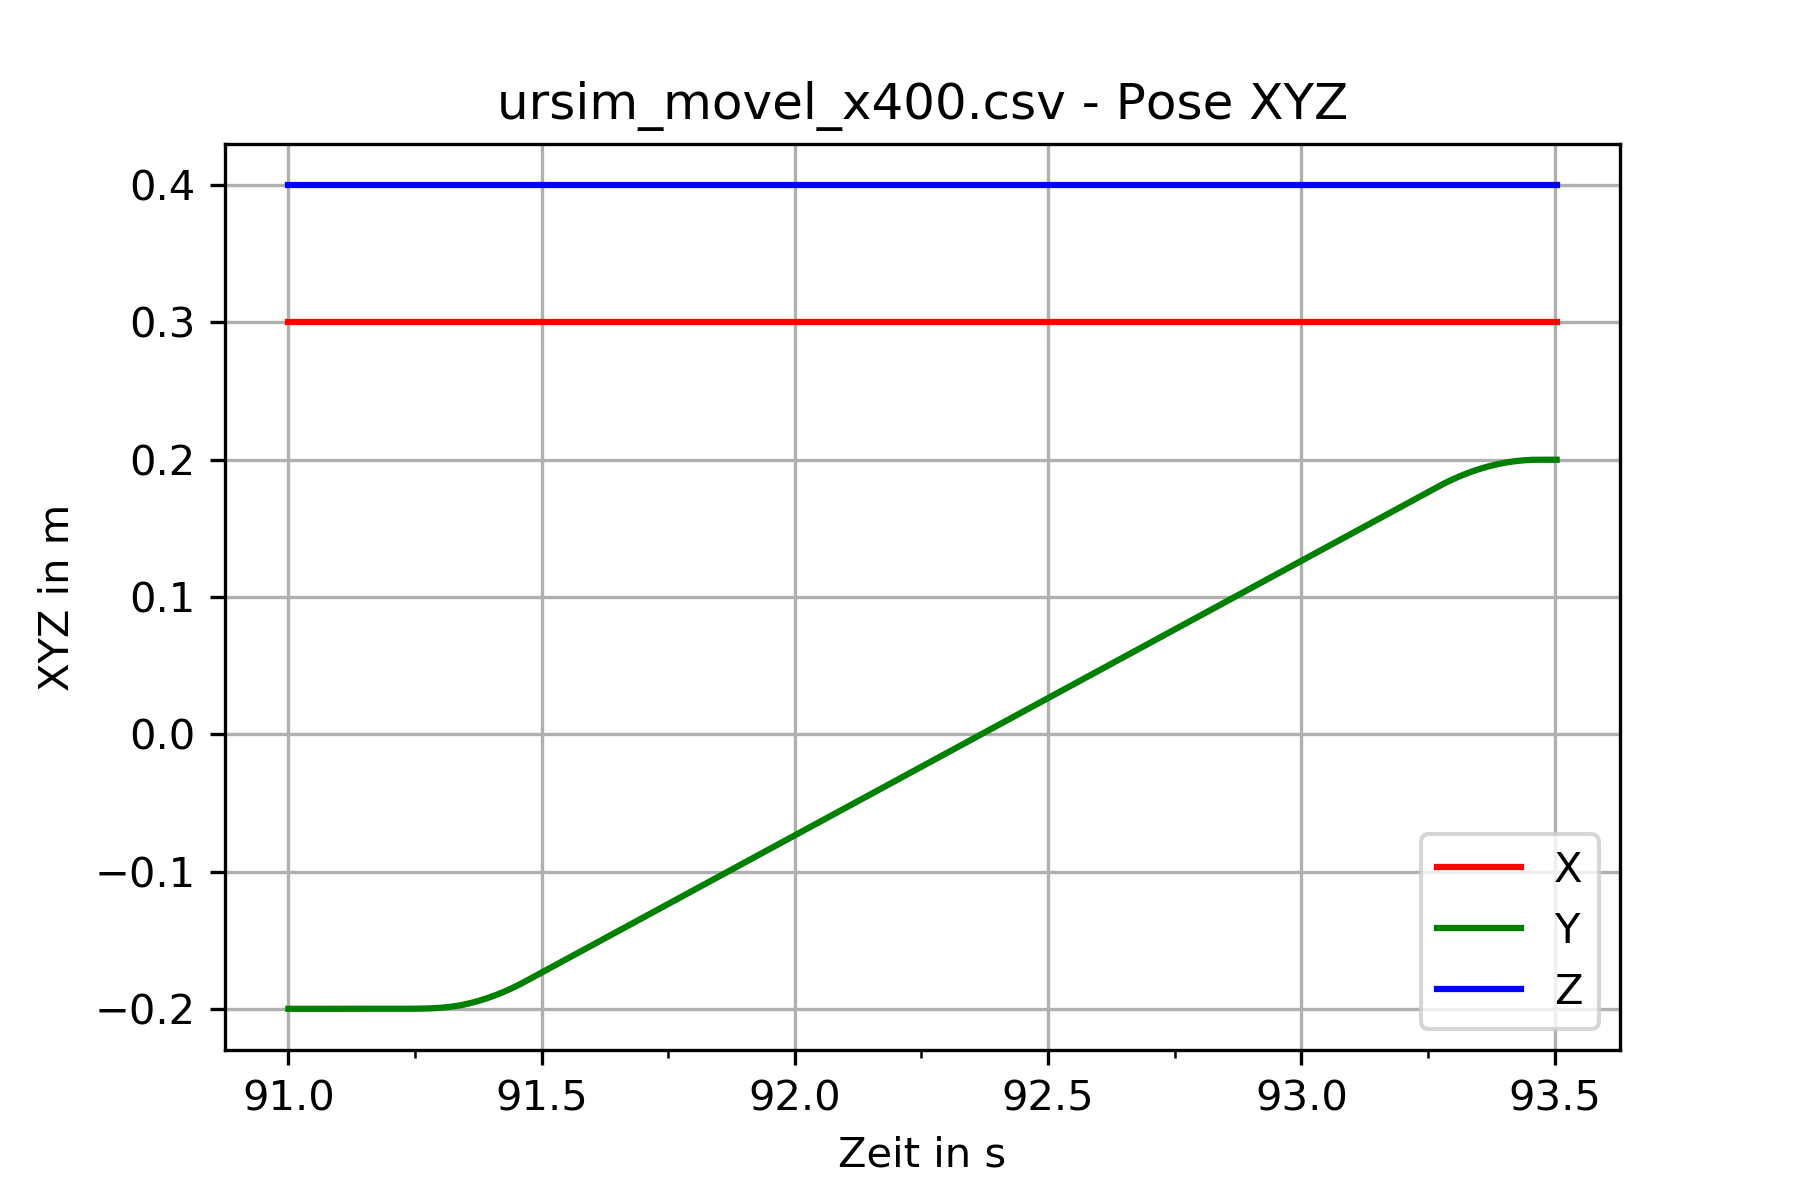 ursim_movel_x400.csv - Pose XYZ
XYZ in m
0.4
0.3
0.2
0.1
0.0
−0.1
−0.2
X
Y
Z
91.0 91.5 92.0 92.5 93.0 93.5
Zeit in s